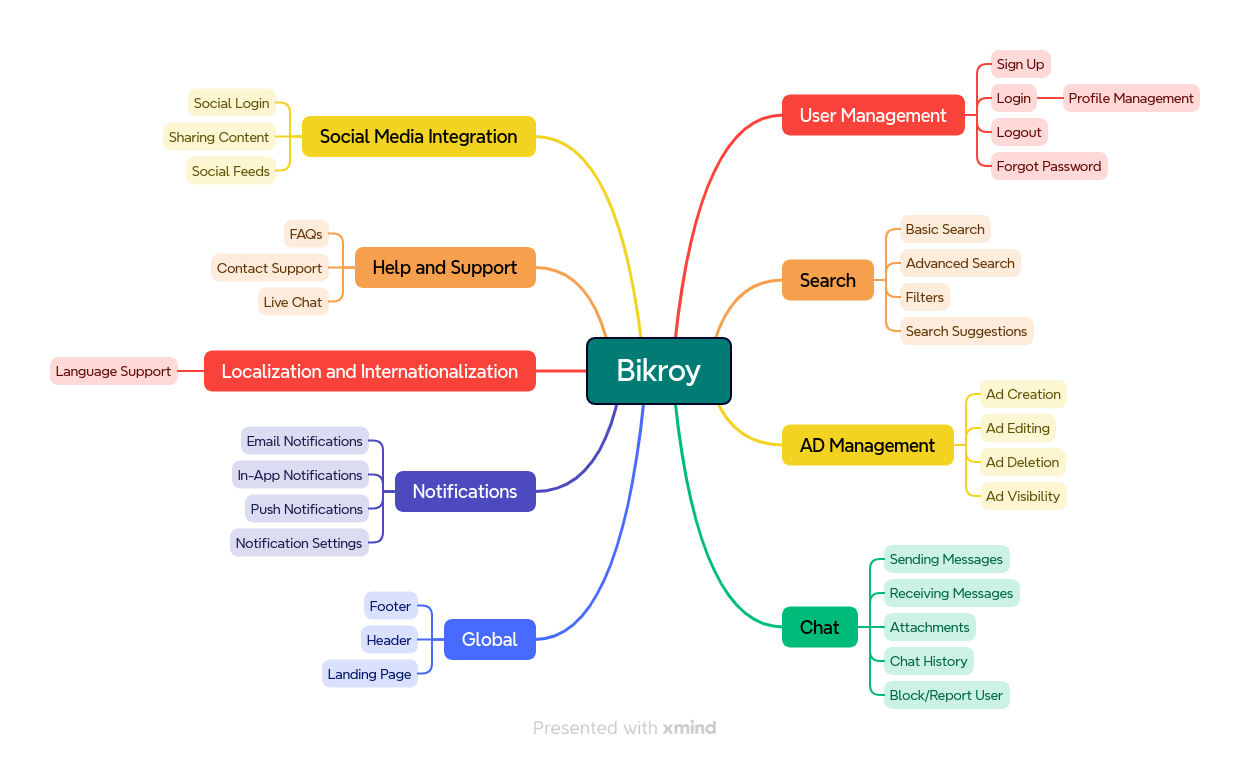 Bikroy
User Management
Sign Up
Login
Profile Management
Logout
Forgot Password
Search
Basic Search
Advanced Search
Filters
Search Suggestions
AD Management
Ad Creation
Ad Editing
Ad Deletion
Ad Visibility
Chat
Sending Messages
Receiving Messages
Attachments
Chat History
Block/Report User
Social Media Integration
Social Login
Sharing Content
Social Feeds
Help and Support
FAQs
Contact Support
Live Chat
Localization and Internationalization
Language Support
Notifications
Email Notifications
In-App Notifications
Push Notifications
Notification Settings
Global
Footer
Header
Landing Page
Presented with xmind